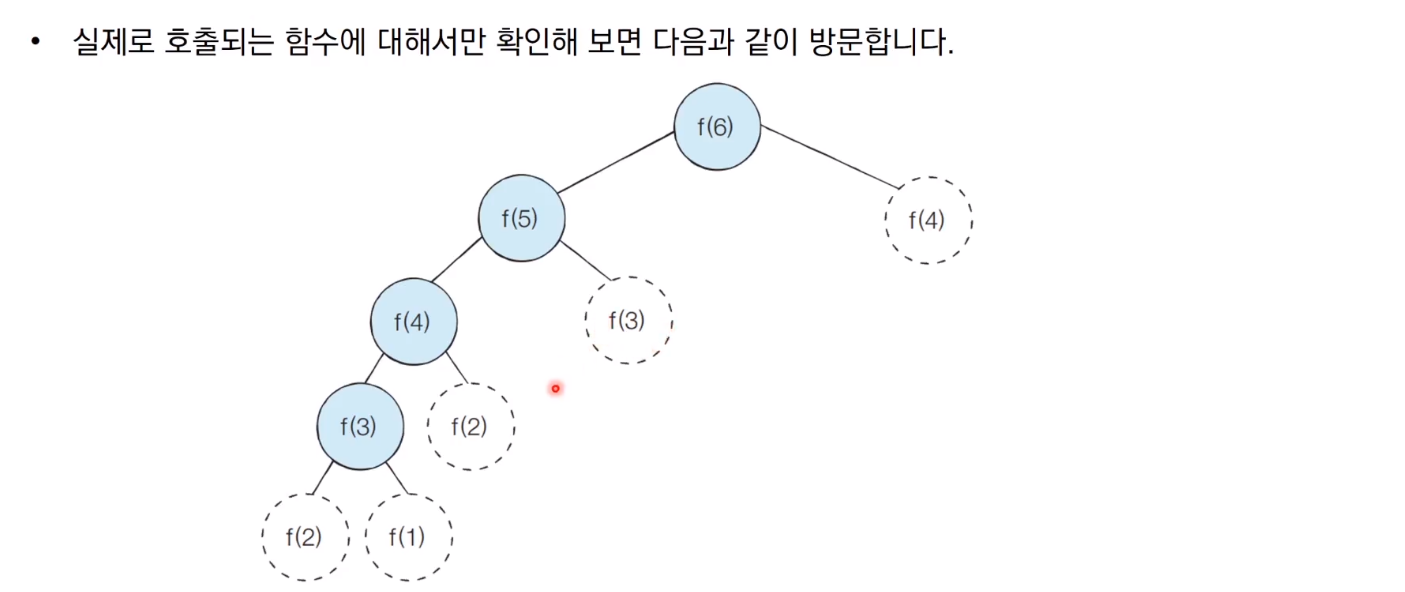 • 실제로 호출되는 함수에 대해서만 확인해 보면 다음과 같이 방문합니다.
f(6)
f(5)
f(4)
f(4)
f(3)
f(3)
f(2)
f(2)
f(1)